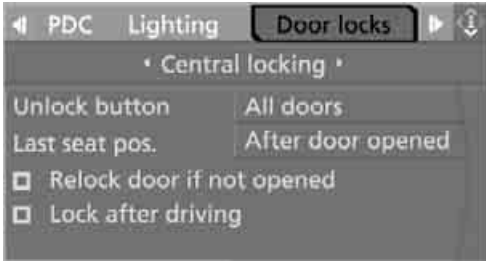 PDC Lighting Door locks
Central locking
Unlock button All doors
Last seat pos. After door opened
Relock door if not opened
Lock after driving